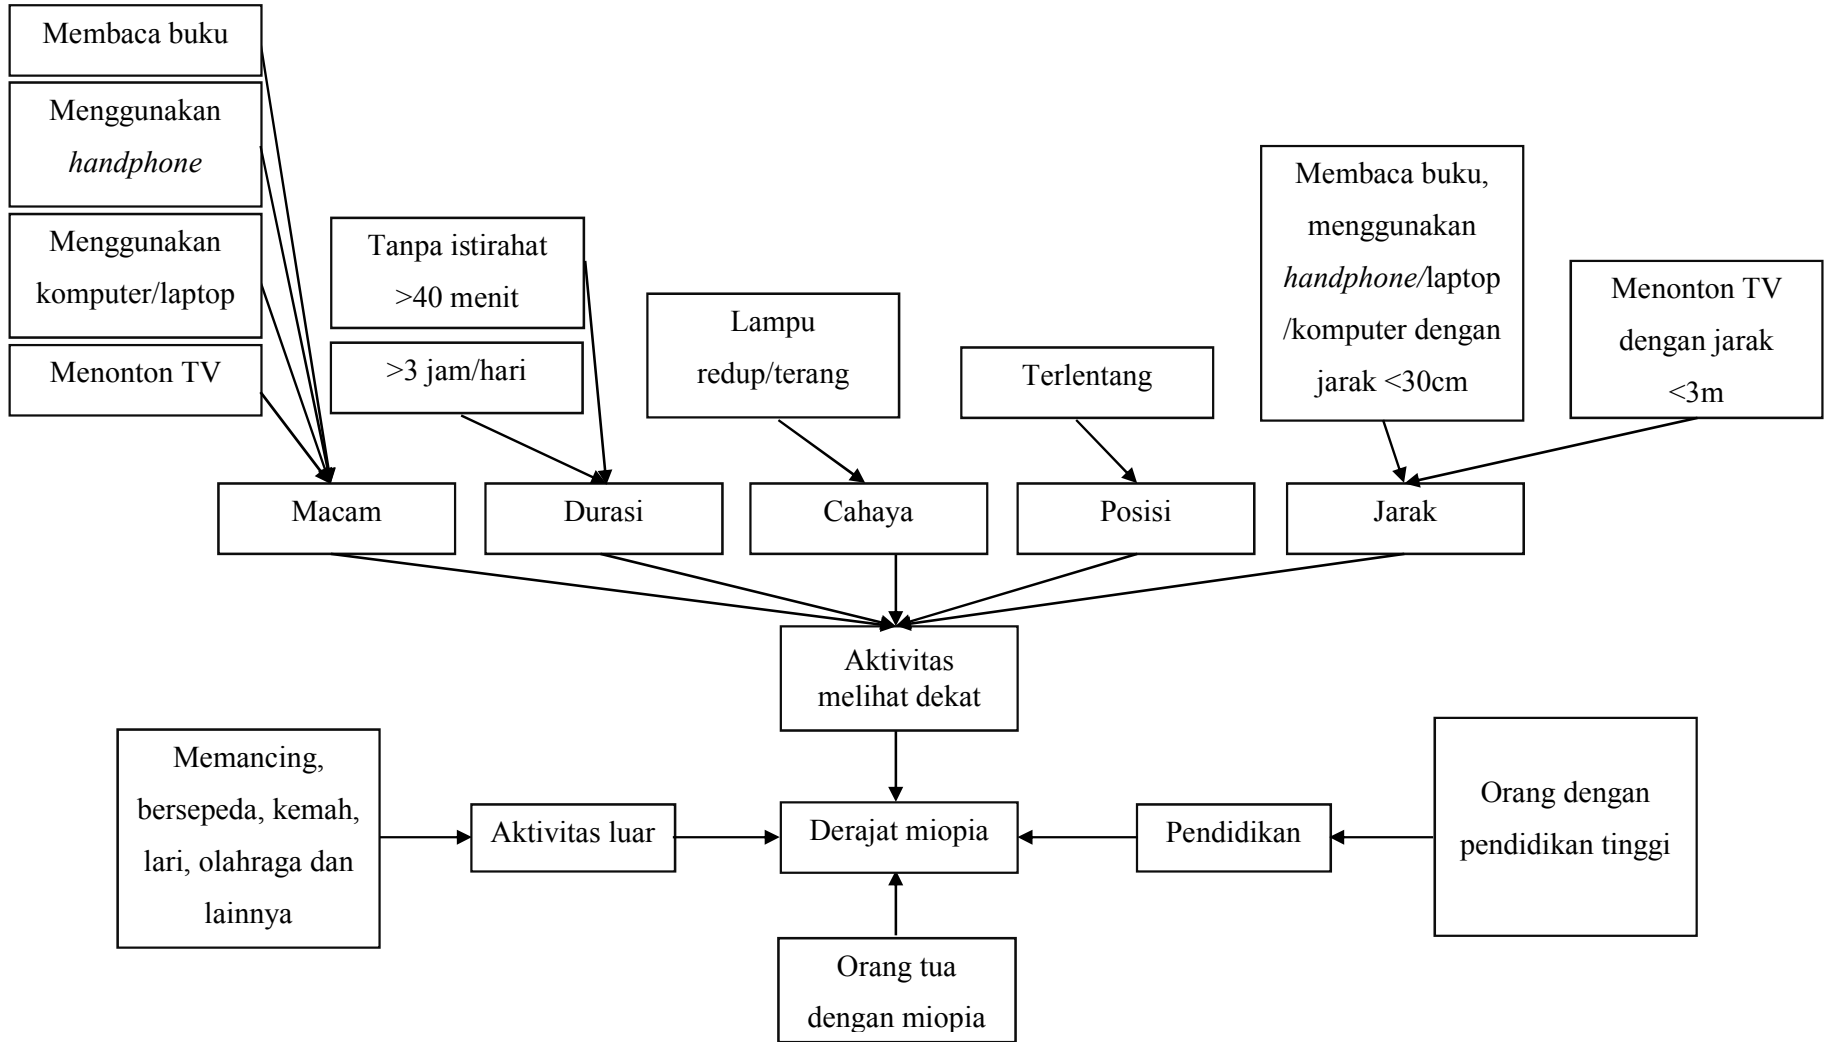 Membaca buku
Menggunakan
handphone
Menggunakan
komputer/laptop
Menonton TV
Tanpa istirahat
>40 menit
>3 jam/hari
Lampu
redup/terang
Terlentang
Membaca buku,
menggunakan
handphone/laptop
/komputer dengan
jarak <30cm
Menonton TV
dengan jarak
<3m
Macam
Durasi
Cahaya
Posisi
Jarak
Aktivitas
melihat dekat
Memancing,
bersepeda, kemah,
lari, olahraga dan
lainnya
Aktivitas luar
Derajat miopia
Pendidikan
Orang dengan
pendidikan tinggi
Orang tua
dengan miopia